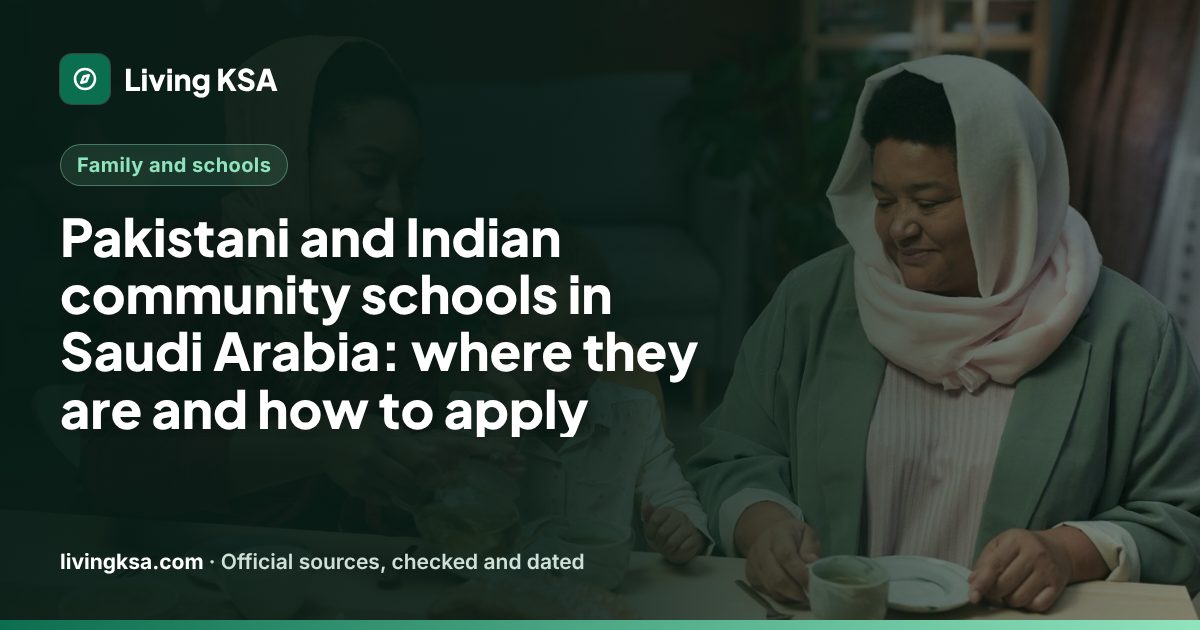 Living KSA
Family and schools
Pakistani and Indian
community schools in
Saudi Arabia: where they
are and how to apply
livingksa.com · Official sources, checked and dated